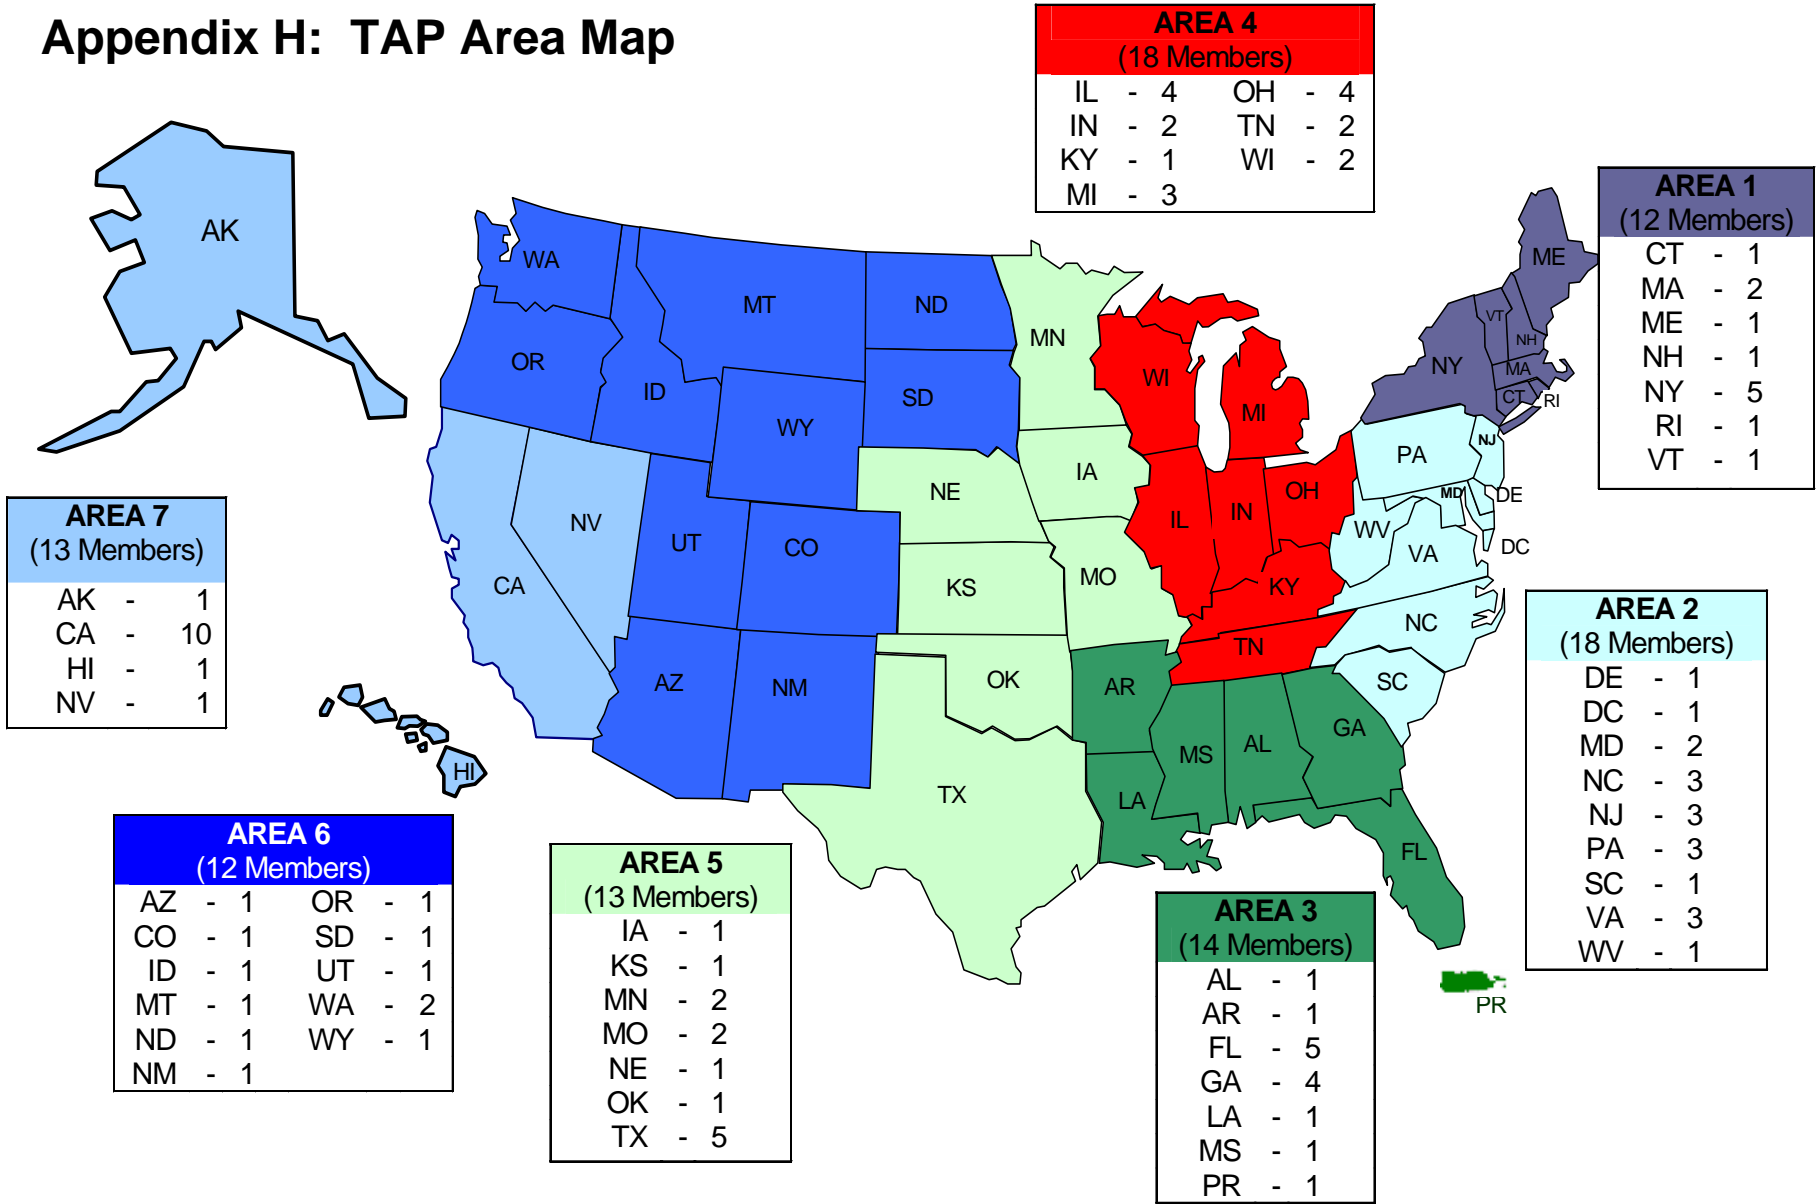 Appendix H: TAP Area Map
AREA 4
(18 Members)
IL - 4 OH - 4
IN - 2 TN - 2
KY - 1 WI - 2
MI - 3
AREA 1
(12 Members)
CT - 1
MA - 2
ME - 1
NH - 1
NY - 5
RI - 1
VT - 1
AREA 7
(13 Members)
AK - 1
CA - 10
HI - 1
NV - 1
AREA 2
(18 Members)
DE - 1
DC - 1
MD - 2
NC - 3
NJ - 3
PA - 3
SC - 1
VA - 3
WV - 1
AREA 6
(12 Members)
AZ - 1 OR - 1
CO - 1 SD - 1
ID - 1 UT - 1
MT - 1 WA - 2
ND - 1 WY - 1
NM - 1
AREA 5
(13 Members)
IA - 1
KS - 1
MN - 2
MO - 2
NE - 1
OK - 1
TX - 5
AREA 3
(14 Members)
AL - 1
AR - 1
FL - 5
GA - 4
LA - 1
MS - 1
PR - 1
AK
WA
MT
ND
MN
ME
VT
NH
OR
ID
SD
WI
MI
NY
MA
CT
RI
WY
NE
IA
PA
NJ
OH
IN
IL
MD
DE
NV
UT
CO
WV
VA
DC
CA
KS
MO
KY
NC
TN
AZ
NM
OK
AR
SC
GA
AL
MS
HI
TX
LA
FL
PR